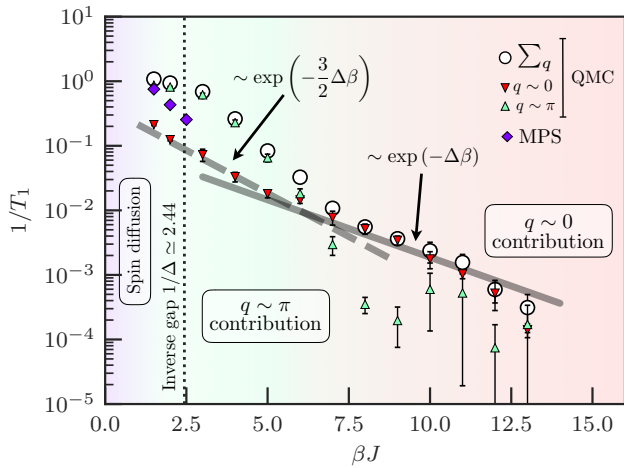 10^1
10^0
10^{-1}
10^{-2}
10^{-3}
10^{-4}
10^{-5}
1/T_1
∼ exp(−3/2 Δβ)
∑_q
q ∼ 0
q ∼ π
QMC
MPS
∼ exp(−Δβ)
Spin diffusion
Inverse gap 1/Δ ≃ 2.44
q ∼ π
contribution
q ∼ 0
contribution
0.0 2.5 5.0 7.5 10.0 12.5 15.0
βJ